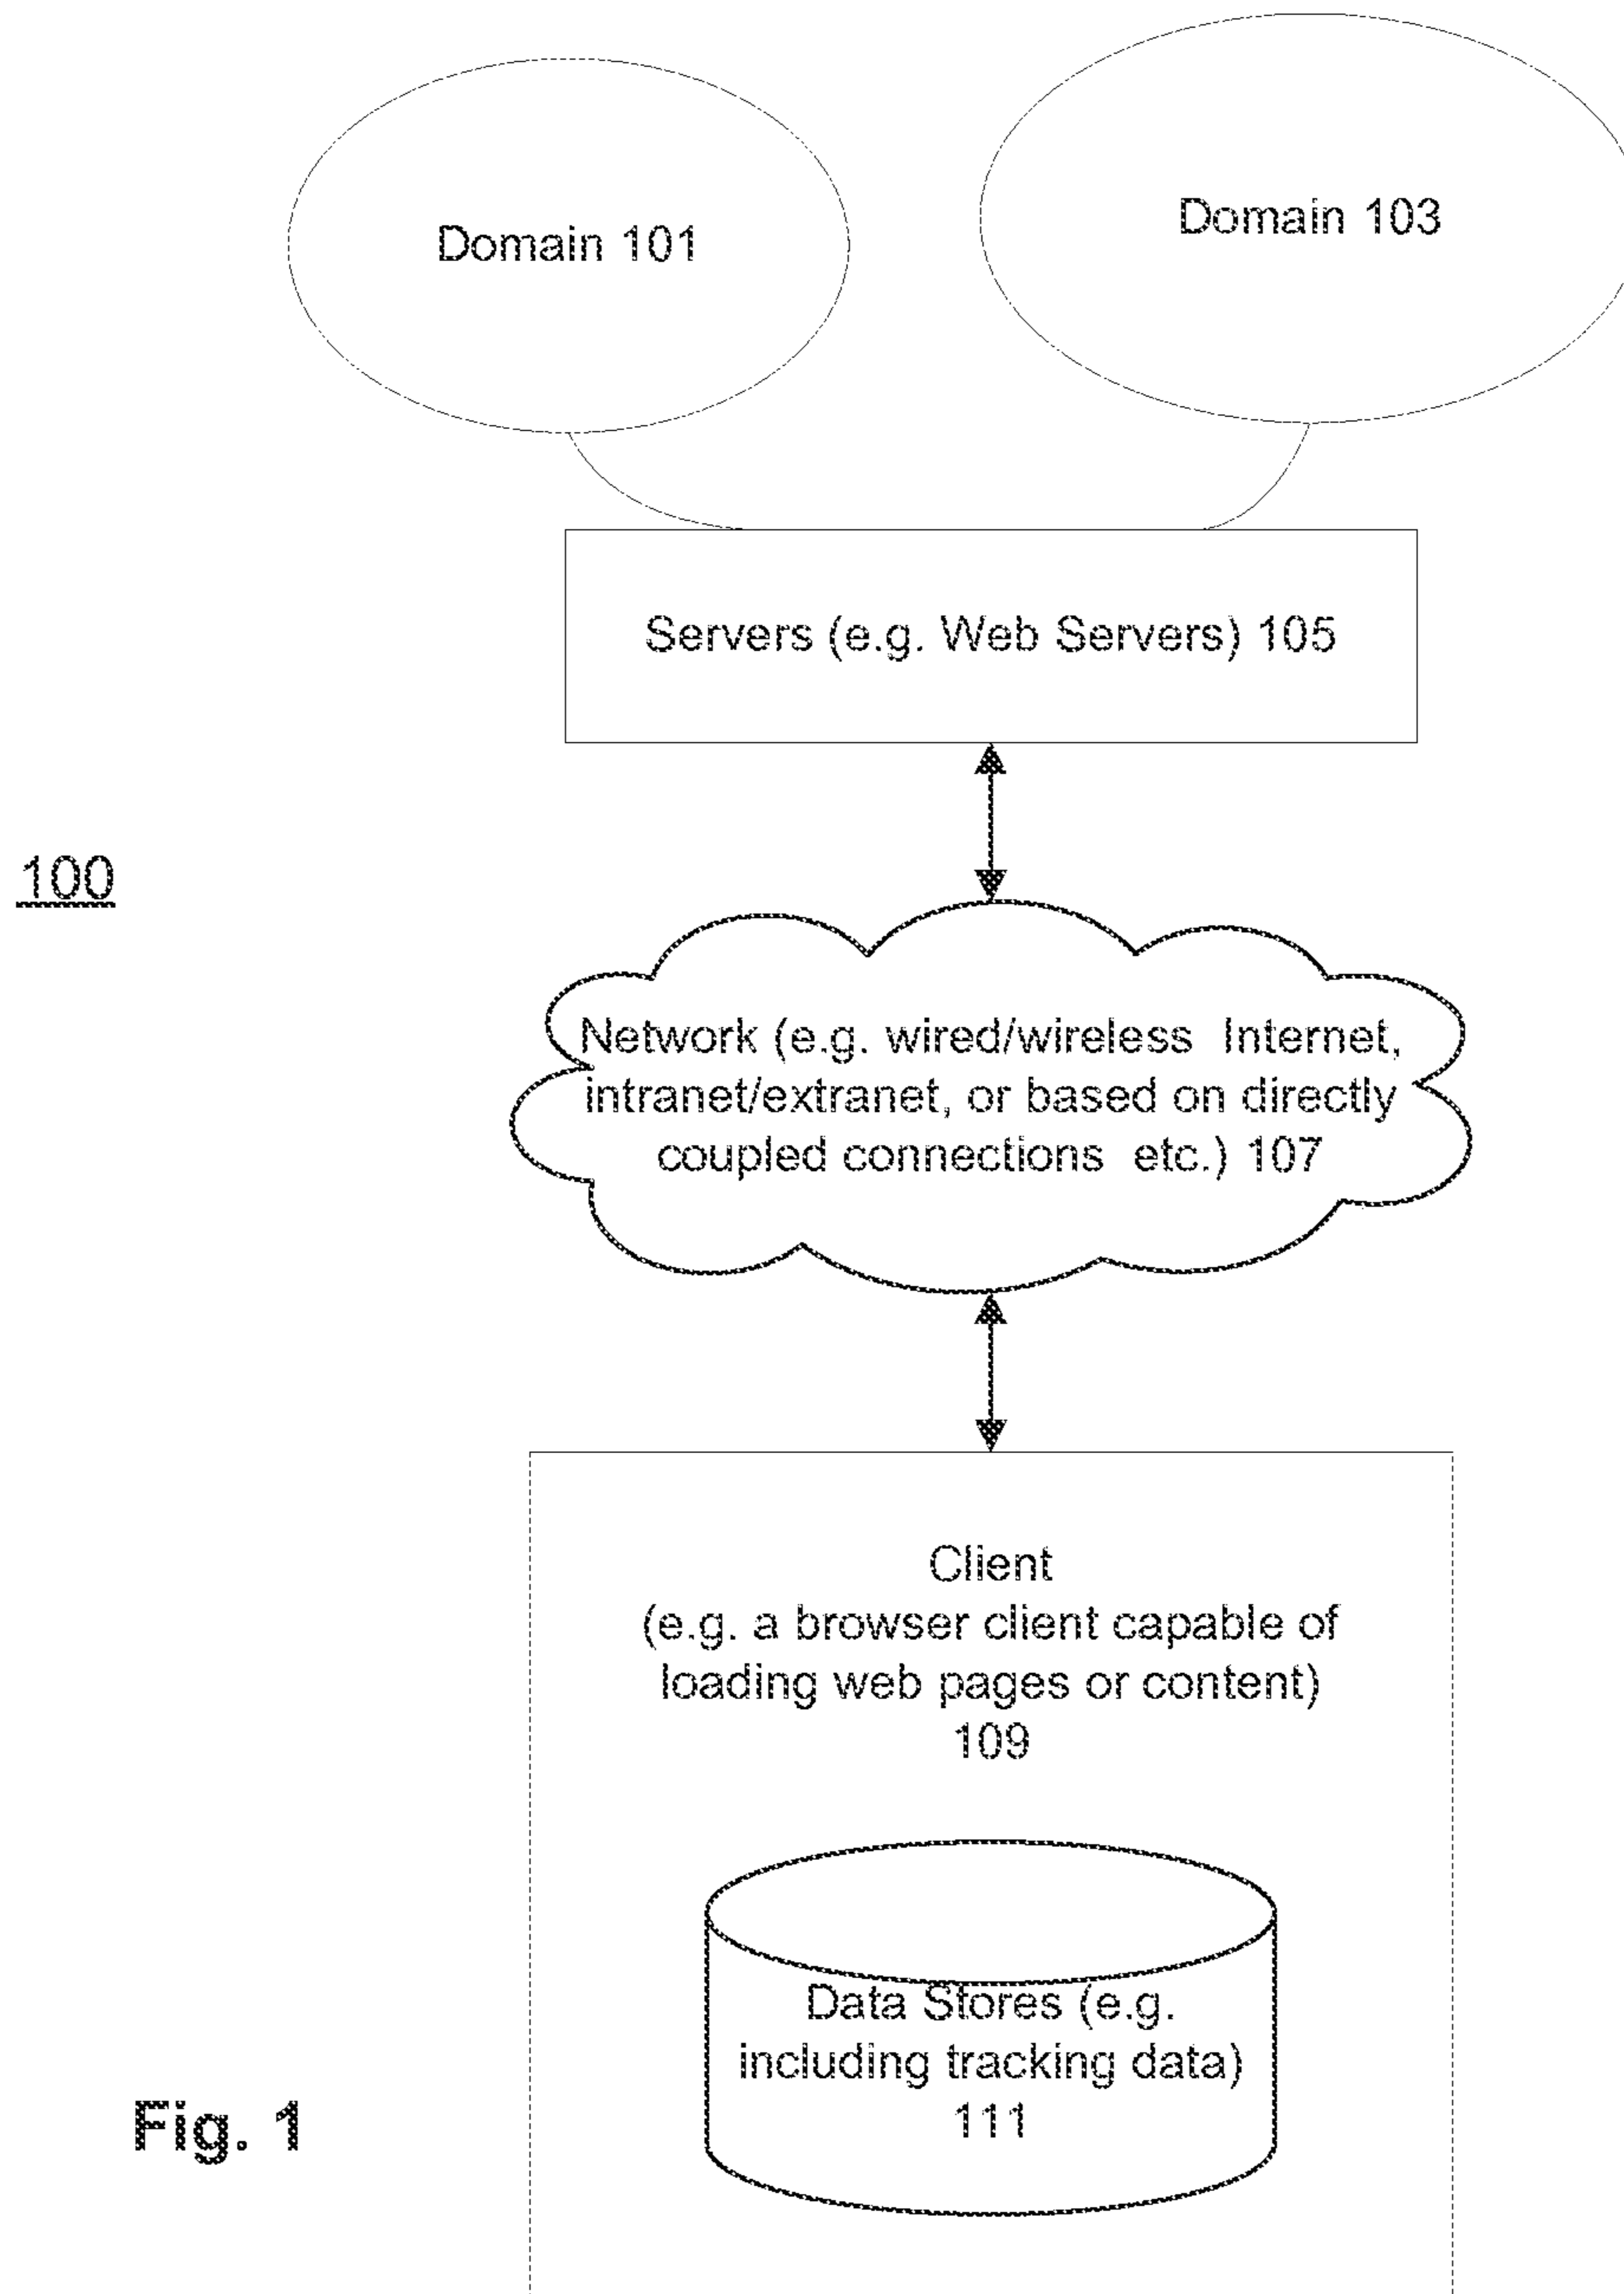 Domain 101
Domain 103
Servers (e.g. Web Servers) 105
100
Network (e.g. wired/wireless Internet,
intranet/extranet, or based on directly
coupled connections etc.) 107
Client
(e.g. a browser client capable of
loading web pages or content)
109
Data Stores (e.g.
including tracking data)
111
Fig. 1